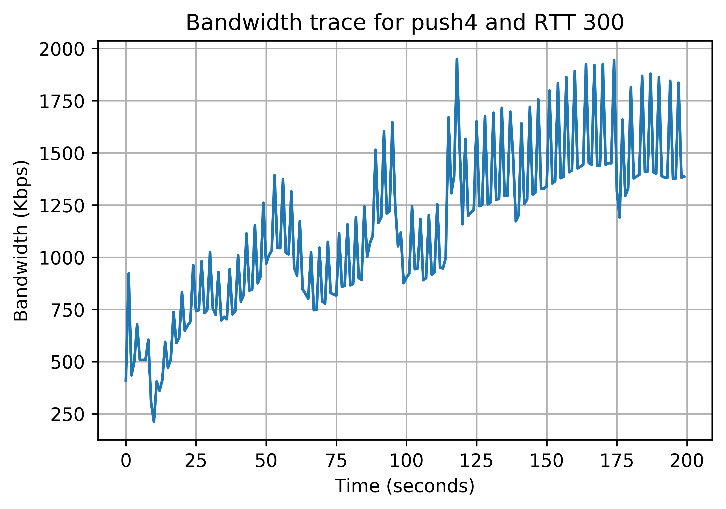 Bandwidth trace for push4 and RTT 300
2000
1750
1500
1250
1000
750
500
250
Bandwidth (Kbps)
0 25 50 75 100 125 150 175 200
Time (seconds)